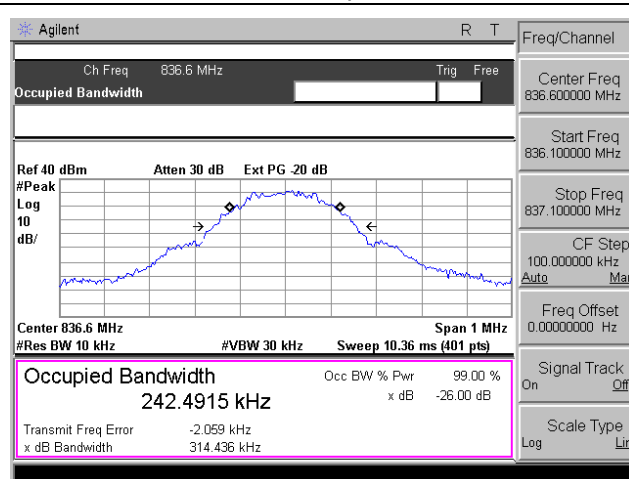 Agilent R T
Ch Freq 836.6 MHz Trig Free
Occupied Bandwidth
Ref 40 dBm Atten 30 dB Ext PG -20 dB
#Peak
Log
10
dB/
Center 836.6 MHz Span 1 MHz
#Res BW 10 kHz #VBW 30 kHz Sweep 10.36 ms (401 pts)
Occupied Bandwidth Occ BW % Pwr 99.00 %
242.4915 kHz x dB -26.00 dB
Transmit Freq Error -2.059 kHz
x dB Bandwidth 314.436 kHz
Freq/Channel
Center Freq
836.600000 MHz
Start Freq
836.100000 MHz
Stop Freq
837.100000 MHz
CF Step
100.000000 kHz
Auto Mar
Freq Offset
0.00000000 Hz
Signal Track
On Off
Scale Type
Log Lin